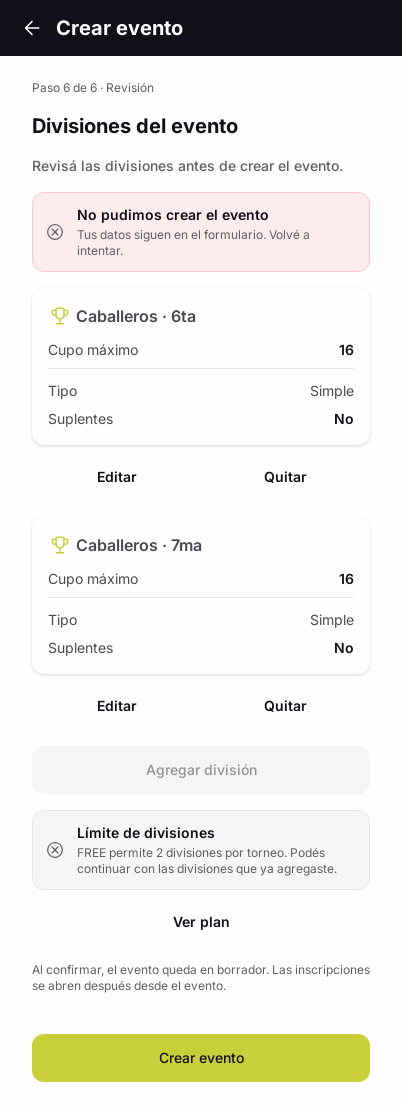 Crear evento
Paso 6 de 6 · Revisión
Divisiones del evento
Revisá las divisiones antes de crear el evento.
No pudimos crear el evento
Tus datos siguen en el formulario. Volvé a
intentar.
Caballeros · 6ta
Cupo máximo 16
Tipo Simple
Suplentes No
Editar Quitar
Caballeros · 7ma
Cupo máximo 16
Tipo Simple
Suplentes No
Editar Quitar
Agregar división
Límite de divisiones
FREE permite 2 divisiones por torneo. Podés
continuar con las divisiones que ya agregaste.
Ver plan
Al confirmar, el evento queda en borrador. Las inscripciones
se abren después desde el evento.
Crear evento